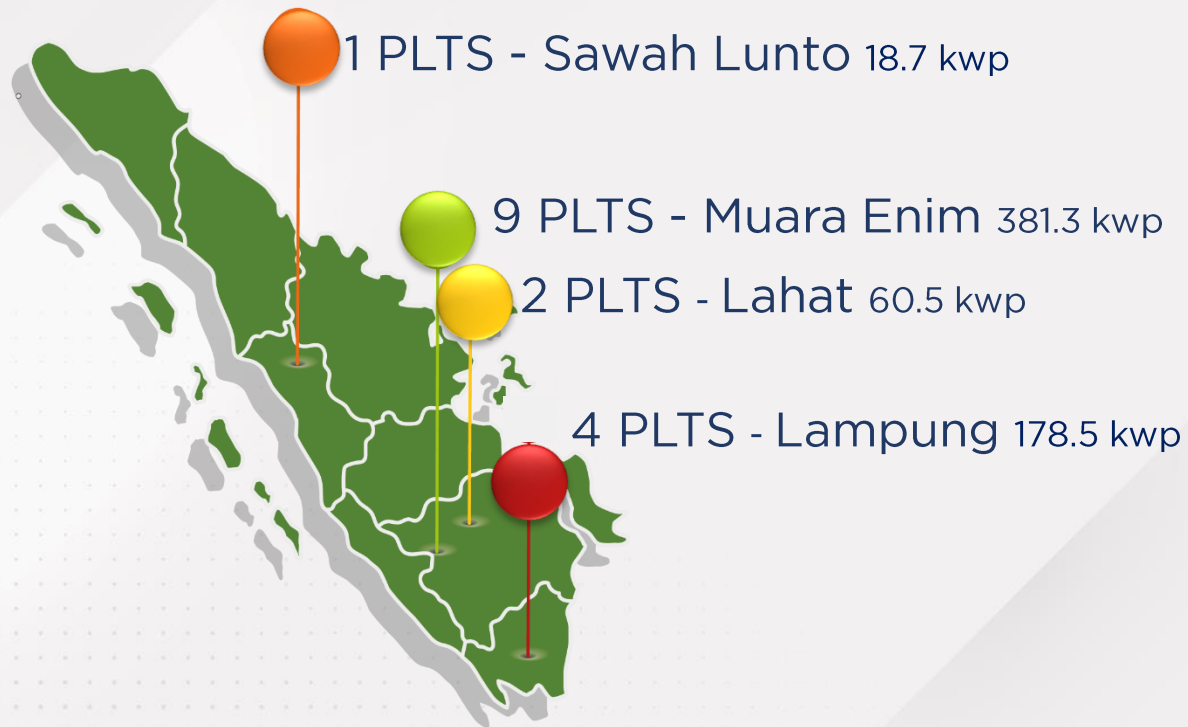 1 PLTS - Sawah Lunto 18.7 kwp
9 PLTS - Muara Enim 381.3 kwp
2 PLTS - Lahat 60.5 kwp
4 PLTS - Lampung 178.5 kwp